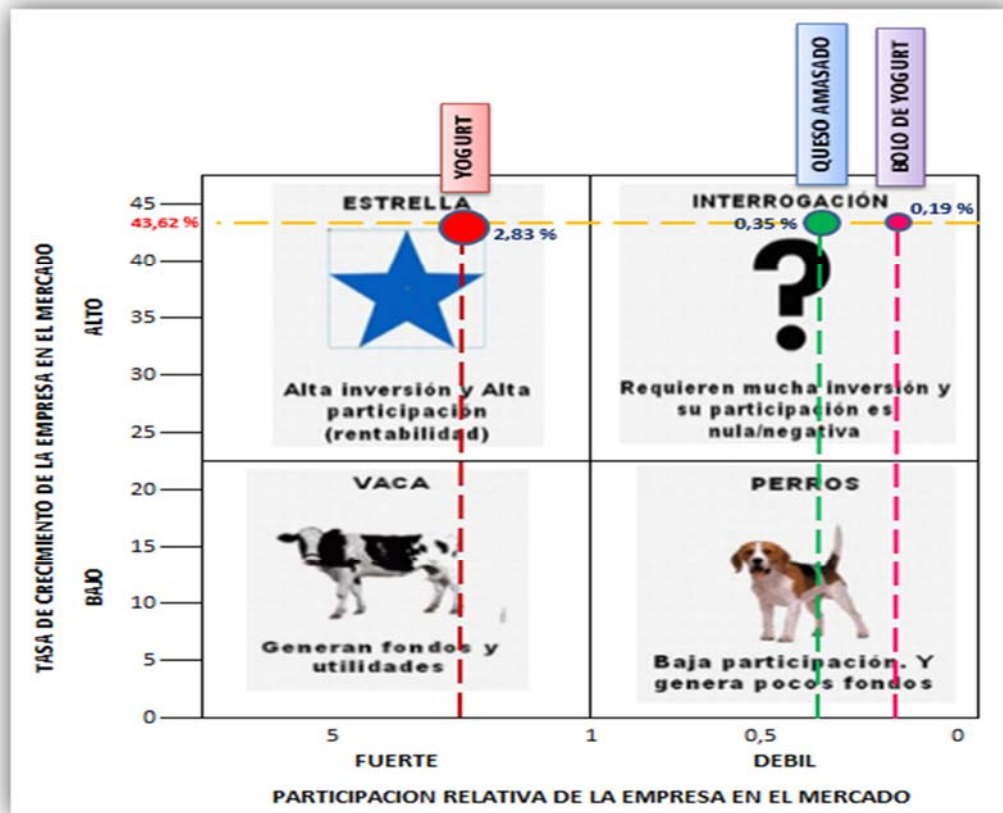 YOGURT
QUESO AMASADO
BOLO DE YOGURT
TASA DE CRECIMIENTO DE LA EMPRESA EN EL MERCADO
ALTO
BAJO
45
43,62 %
40
35
30
25
20
15
10
5
0
ESTRELLA
2,83 %
Alta inversión y Alta
participación
(rentabilidad)
INTERROGACIÓN
0,35 %
0,19 %
?
Requieren mucha inversión y
su participación es
nula/negativa
VACA
Generan fondos y
utilidades
PERROS
Baja participación. Y
genera pocos fondos
5
1
0,5
0
FUERTE
DEBIL
PARTICIPACION RELATIVA DE LA EMPRESA EN EL MERCADO